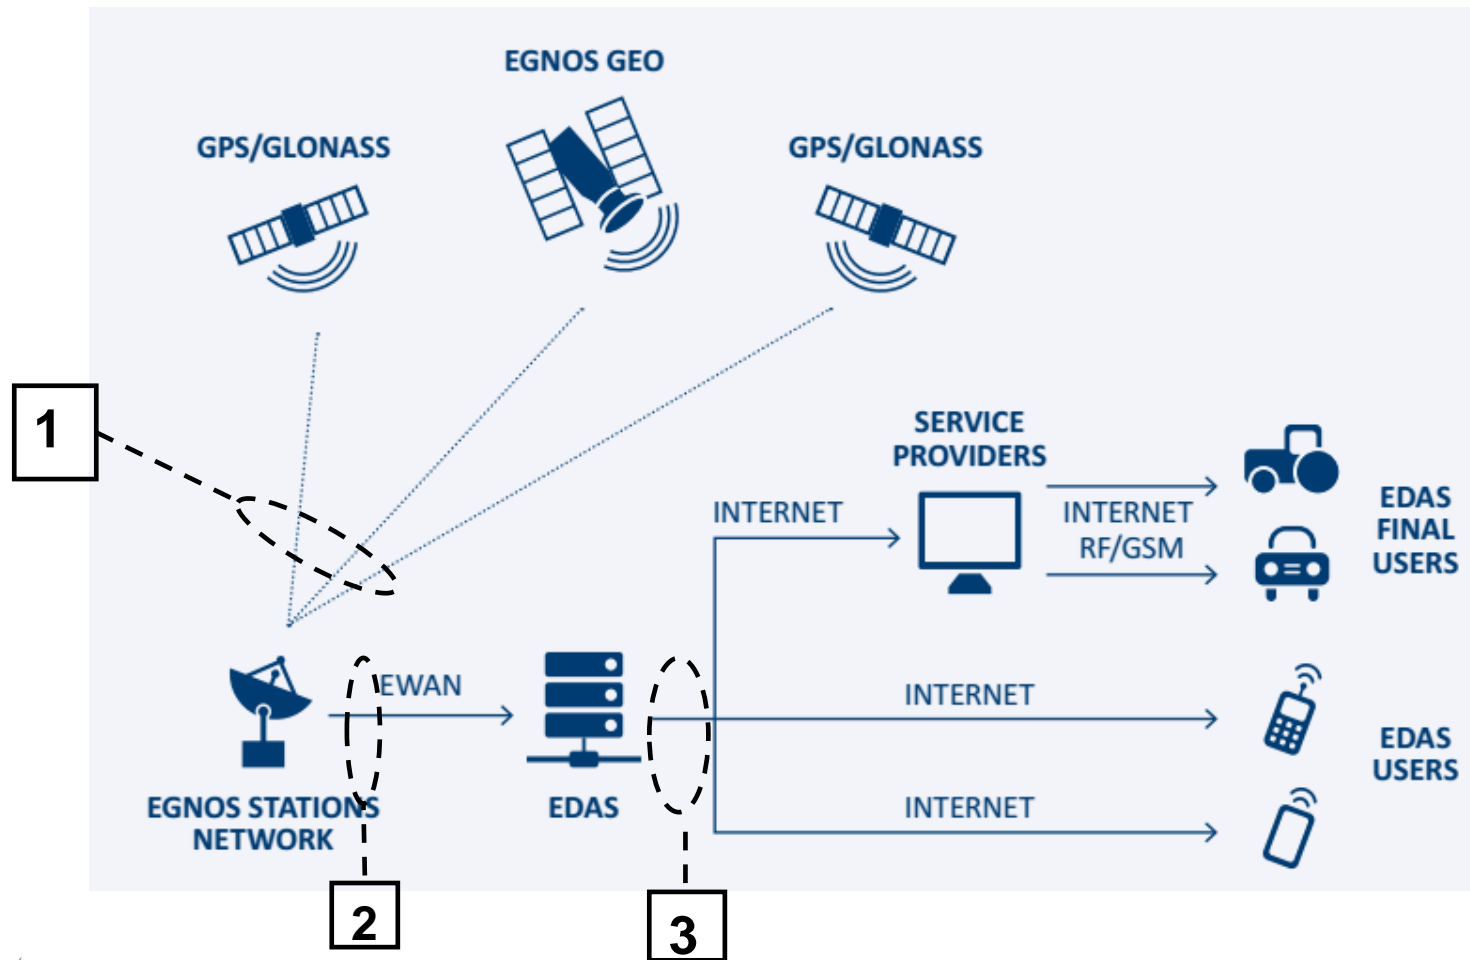 EGNOS GEO
GPS/GLONASS
GPS/GLONASS
1
SERVICE
PROVIDERS
INTERNET
INTERNET
RF/GSM
EDAS
FINAL
USERS
EWAN
INTERNET
EDAS
USERS
EGNOS STATIONS
NETWORK
EDAS
INTERNET
2
3